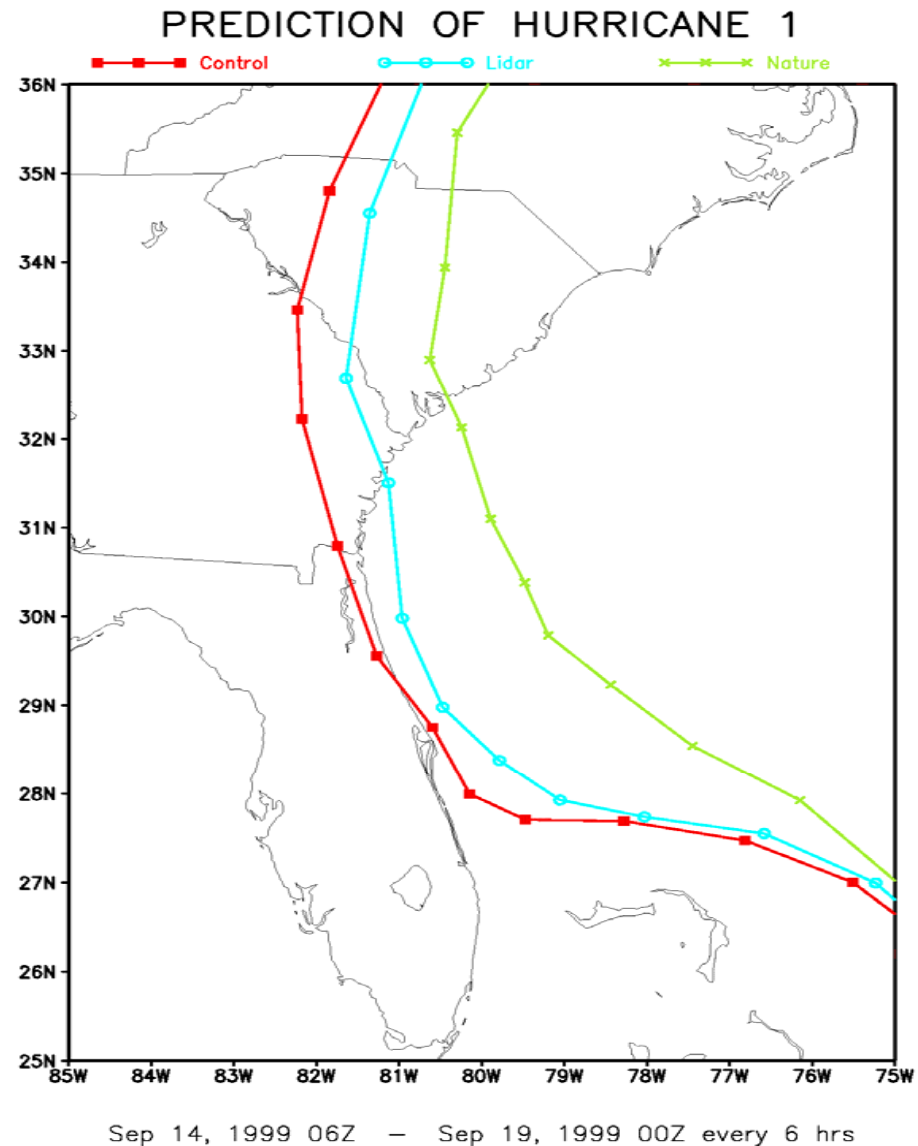 PREDICTION OF HURRICANE 1
Control Lidar Nature
36N
35N
34N
33N
32N
31N
30N
29N
28N
27N
26N
25N
85W 84W 83W 82W 81W 80W 79W 78W 77W 76W 75W
Sep 14, 1999 06Z – Sep 19, 1999 00Z every 6 hrs